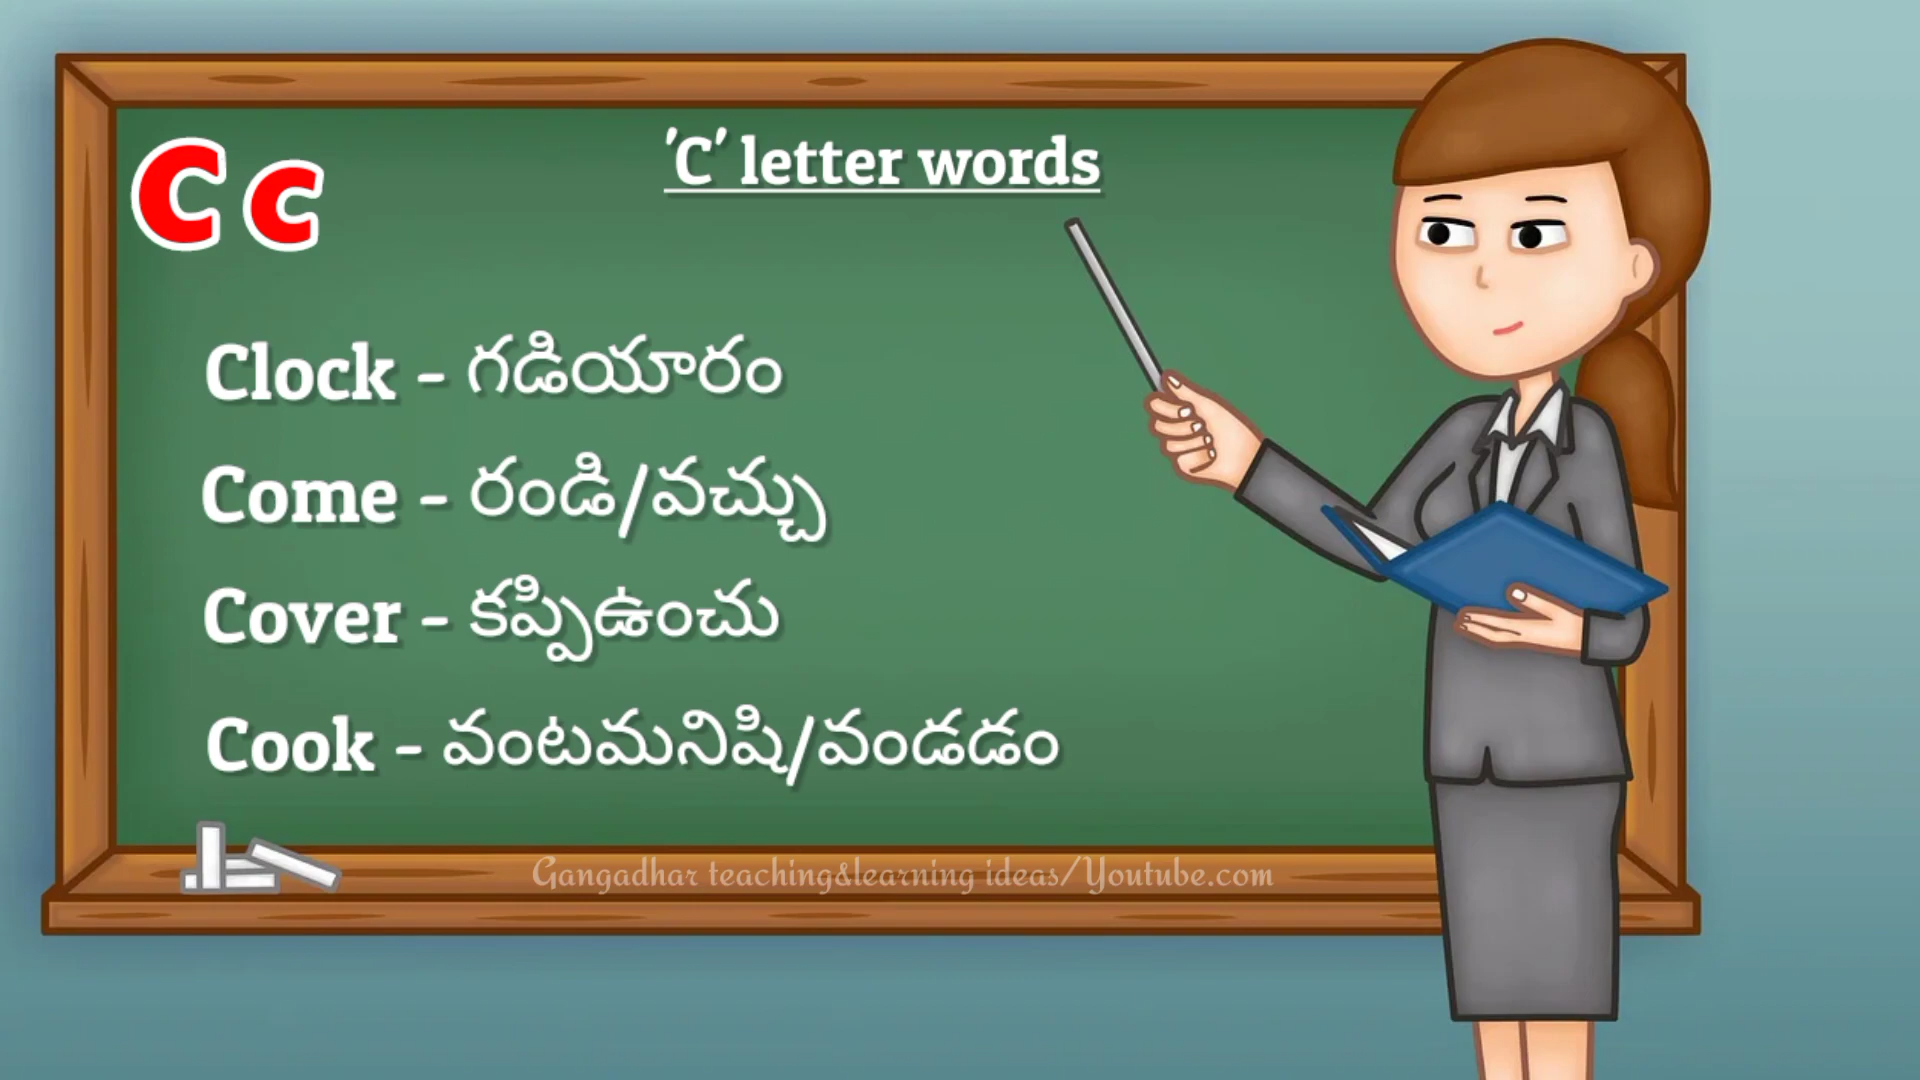 C c
'C' letter words
Clock - గడియారం
Come - రండి/వచ్చు
Cover - కప్పిఉంచు
Cook - వంటమనిషి/వండడం
Gangadhar teaching&learning ideas/Youtube.com